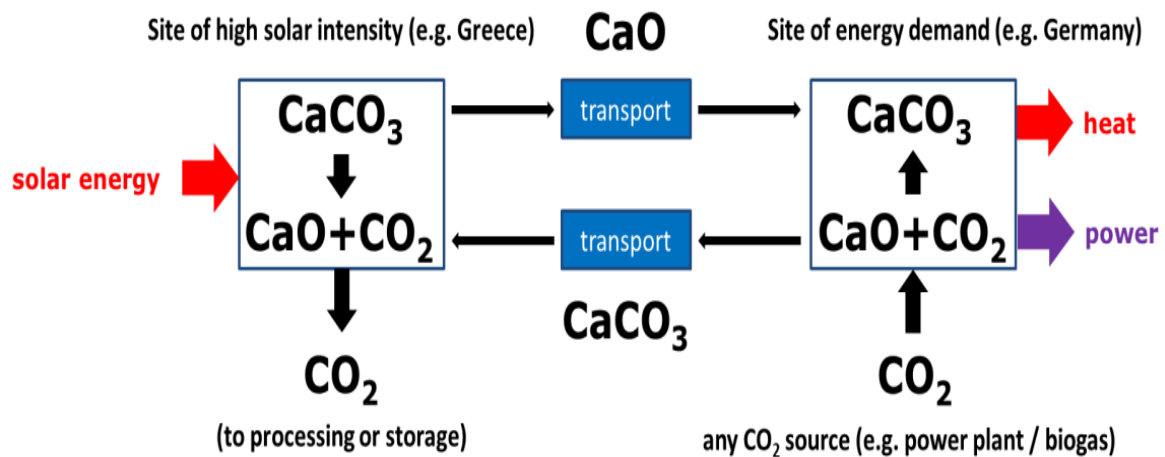 Site of high solar intensity (e.g. Greece)
CaO
Site of energy demand (e.g. Germany)
CaCO₃
transport
CaCO₃
heat
solar energy
CaO+CO₂
transport
CaO+CO₂
power
CaCO₃
CO₂
CO₂
(to processing or storage)
any CO₂ source (e.g. power plant / biogas)